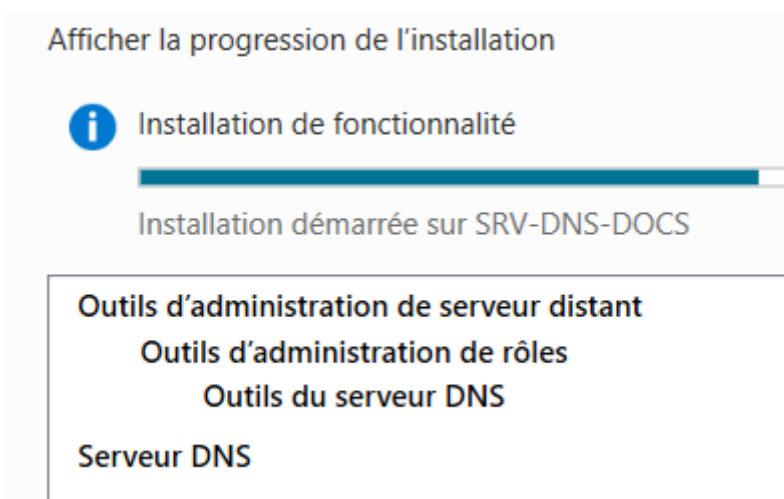 Afficher la progression de l’installation
Installation de fonctionnalité
Installation démarrée sur SRV-DNS-DOCS
Outils d’administration de serveur distant
Outils d’administration de rôles
Outils du serveur DNS
Serveur DNS